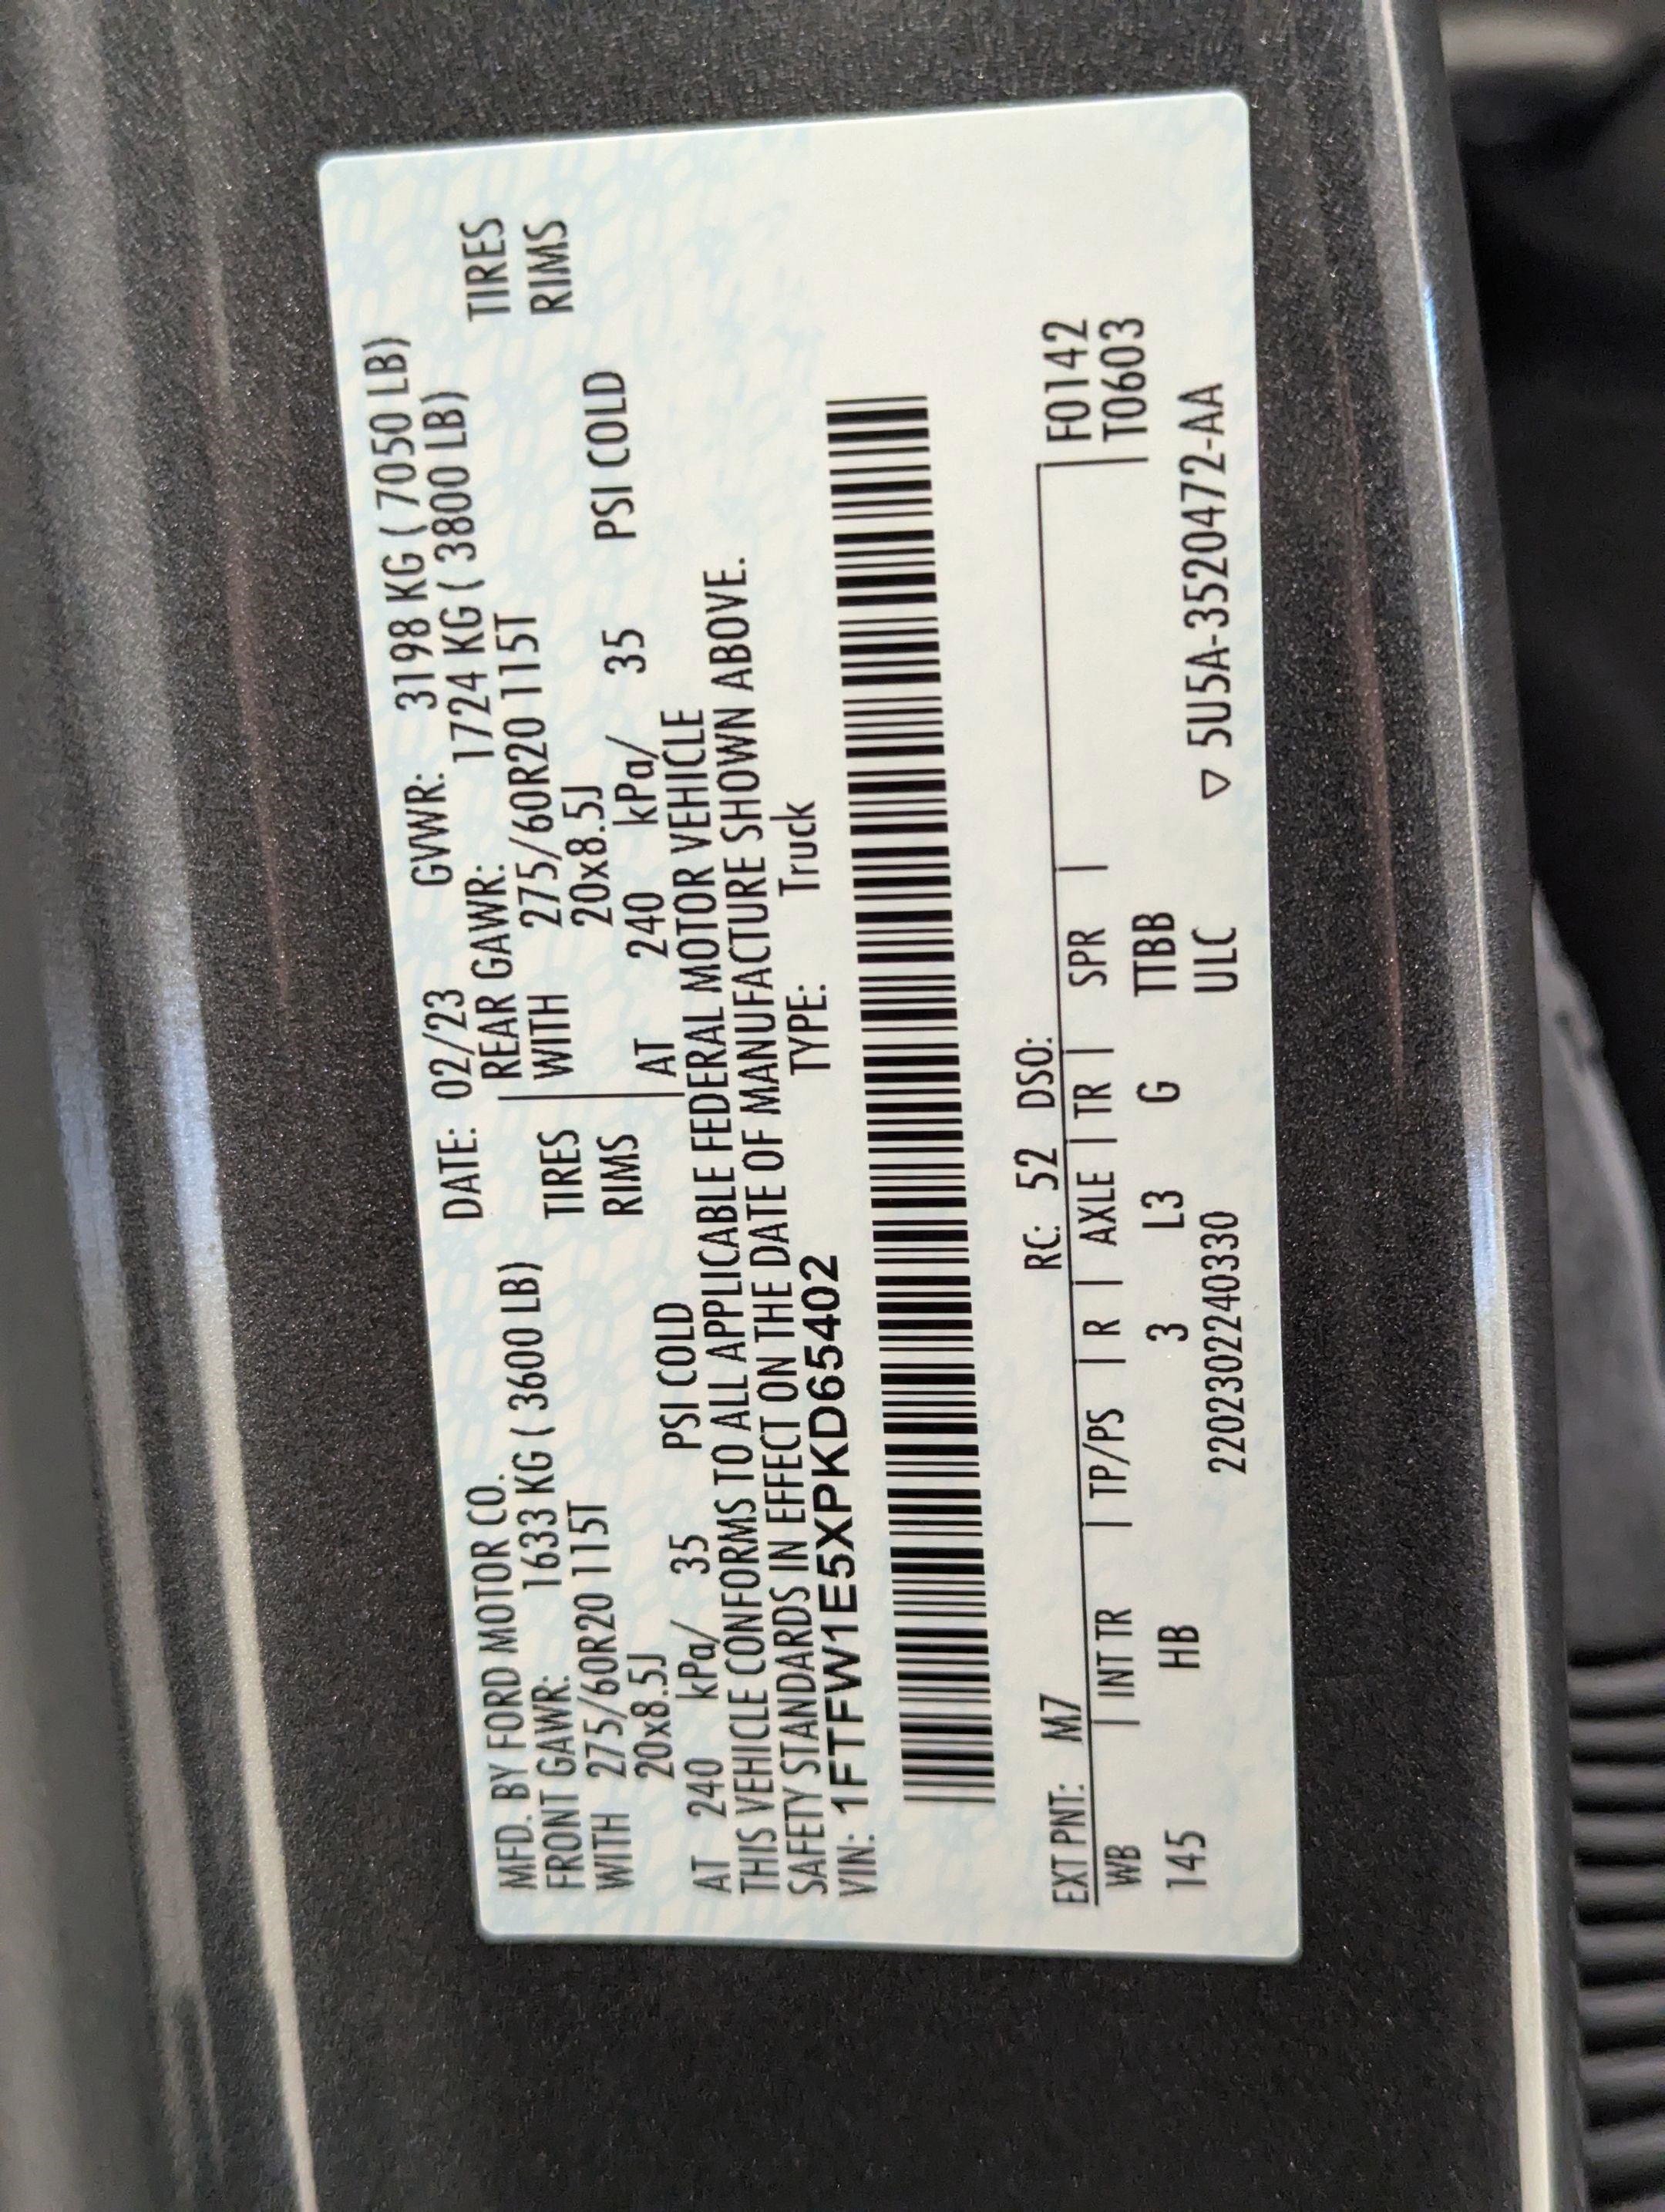 MFD. BY FORD MOTOR CO.
DATE: 02/23 GVWR: 3198 KG ( 7050 LB)
FRONT GAWR: 1633 KG ( 3600 LB) REAR GAWR: 1724 KG ( 3800 LB)
WITH 275/60R20 115T TIRES WITH 275/60R20 115T TIRES
20x8.5J RIMS 20x8.5J RIMS
AT 240 kPa/ 35 PSI COLD AT 240 kPa/ 35 PSI COLD
THIS VEHICLE CONFORMS TO ALL APPLICABLE FEDERAL MOTOR VEHICLE
SAFETY STANDARDS IN EFFECT ON THE DATE OF MANUFACTURE SHOWN ABOVE.
VIN: 1FTFW1E5XPKD65402 TYPE: Truck
EXT PNT: M7 RC: 52 DSO:
WB | INT TR | TP/PS | R | AXLE | TR | SPR | F0142
145 HB 3 L3 G TTBB T0603
22023022240330 ULC ▽ 5U5A-3520472-AA